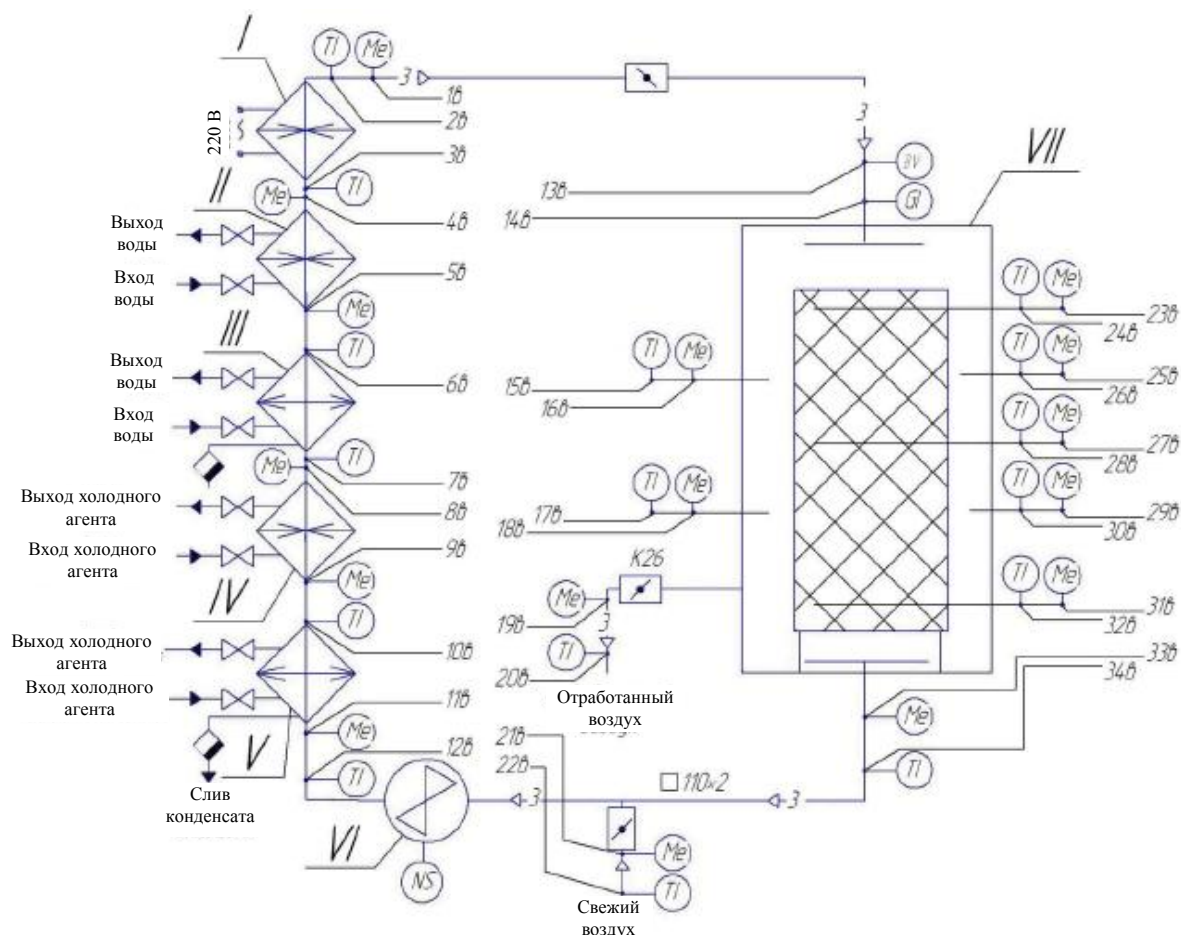 I
TI
Me
3
1в
2в
220 В
3в
TI
Me
II
4в
Выход
воды
Вход
воды
5в
Me
III
TI
Выход
воды
6в
Вход
воды
TI
Me
7в
Выход холодного
агента
8в
Вход холодного
агента
9в
Me
IV
TI
Выход холодного
агента
10в
Вход холодного
агента
11в
Me
V
12в
TI
Слив
конденсата
VI
NS
3
VII
13в
BV
14в
GI
TI
Me
23в
24в
TI
Me
15в
16в
TI
Me
25в
26в
TI
Me
27в
28в
TI
Me
17в
18в
TI
Me
29в
30в
K26
Me
19в
3
TI
20в
Отработанный
воздух
TI
Me
31в
32в
33в
34в
Me
TI
21в
22в
110×2
3
3
Me
TI
Свежий
воздух